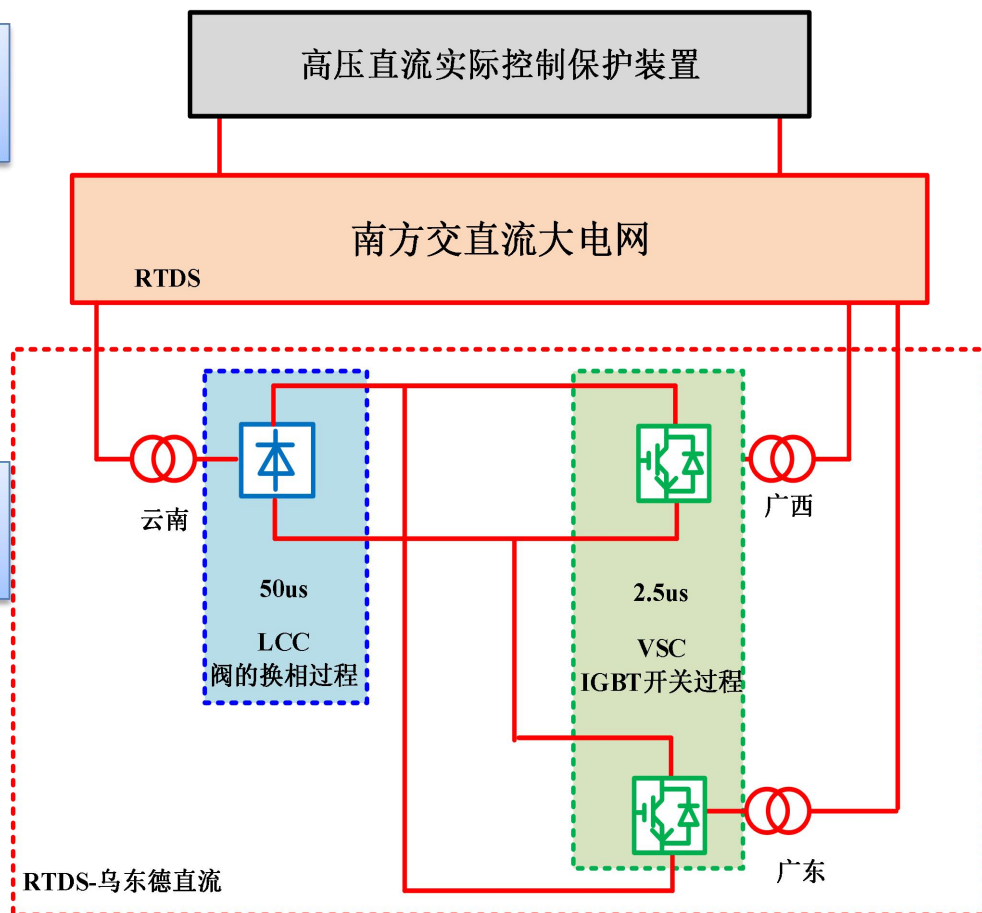 高压直流实际控制保护装置
南方交直流大电网
RTDS
云南
广西
50us
LCC
阀的换相过程
2.5us
VSC
IGBT开关过程
广东
RTDS-乌东德直流